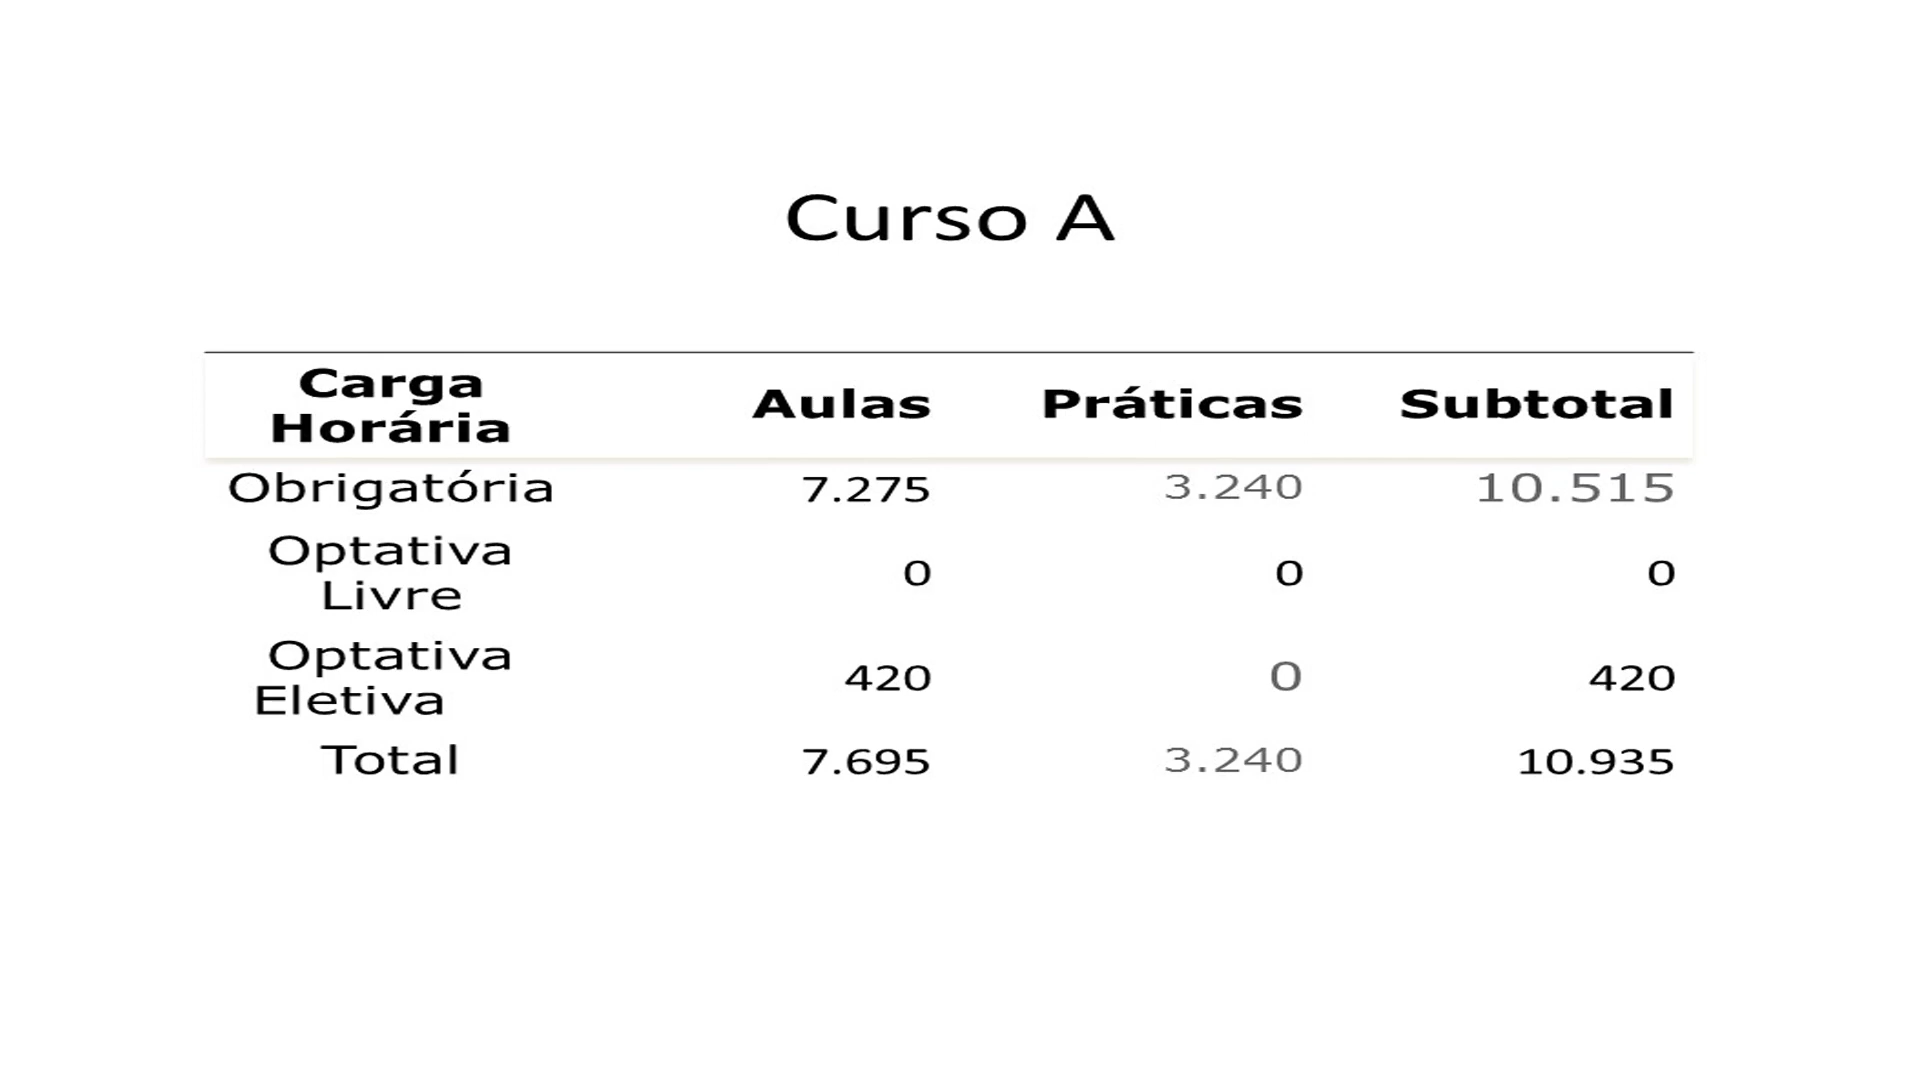 Curso A
Carga
Horária
Aulas
Práticas
Subtotal
Obrigatória
7.275
3.240
10.515
Optativa
Livre
0
0
0
Optativa
Eletiva
420
0
420
Total
7.695
3.240
10.935